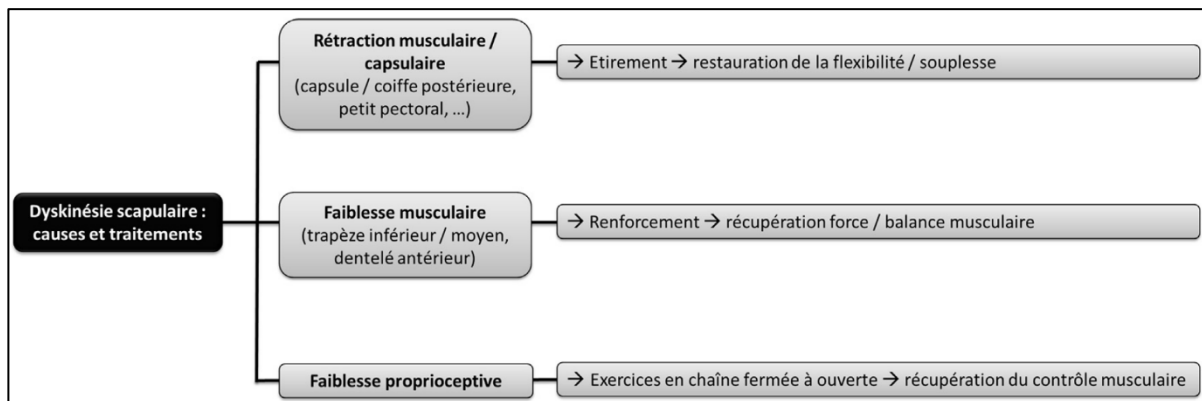 Rétraction musculaire /
capsulaire
(capsule / coiffe postérieure,
petit pectoral, ...)
→ Etirement → restauration de la flexibilité / souplesse
Dyskinésie scapulaire :
causes et traitements
Faiblesse musculaire
(trapèze inférieur / moyen,
dentelé antérieur)
→ Renforcement → récupération force / balance musculaire
Faiblesse proprioceptive
→ Exercices en chaîne fermée à ouverte → récupération du contrôle musculaire